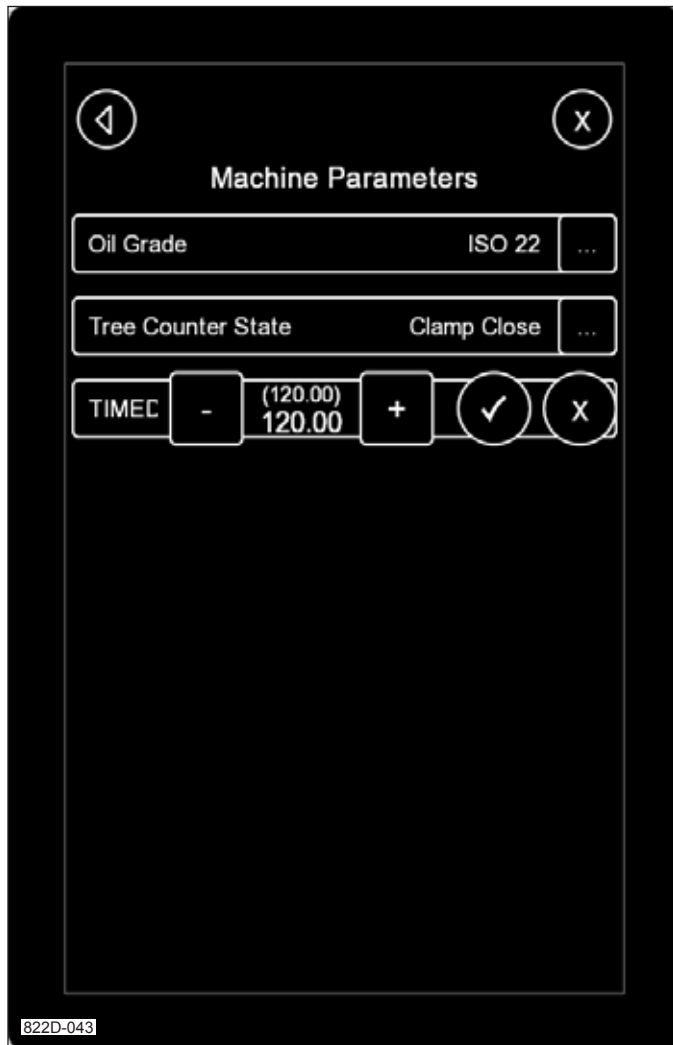 X
Machine Parameters
Oil Grade ISO 22 ...
Tree Counter State Clamp Close ...
TIMED - (120.00) + ✓ X
120.00
822D-043